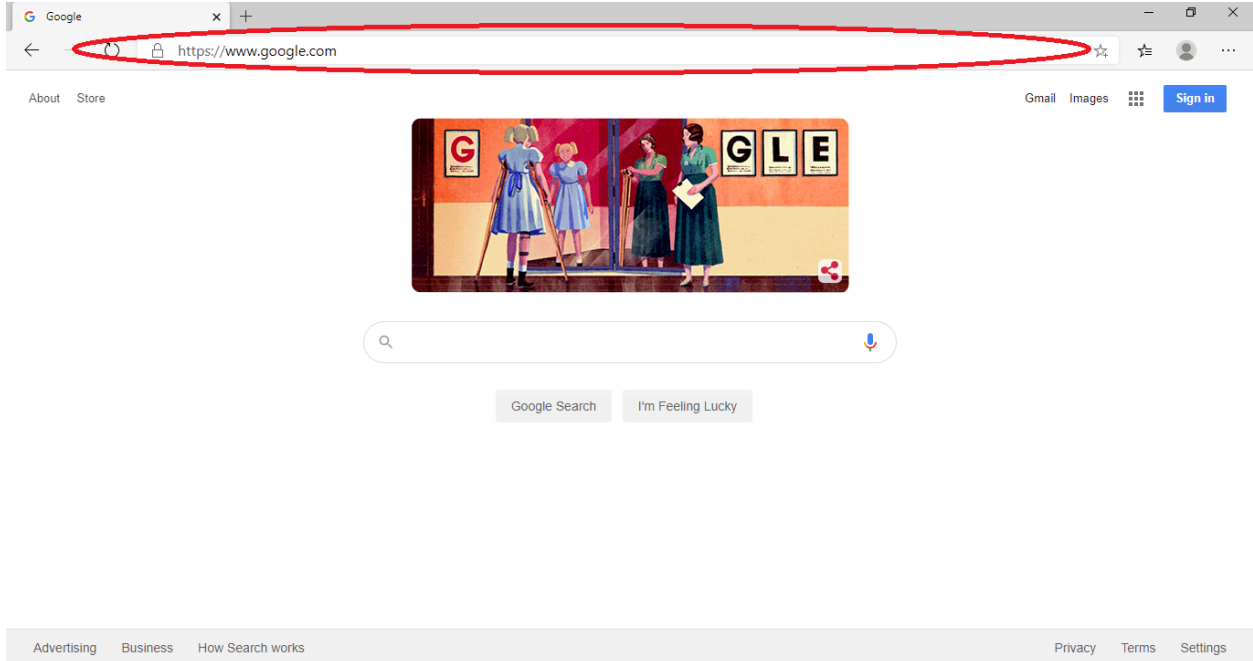 Google
https://www.google.com
About Store
Gmail Images Sign in
G G L E
Google Search I'm Feeling Lucky
Advertising Business How Search works
Privacy Terms Settings